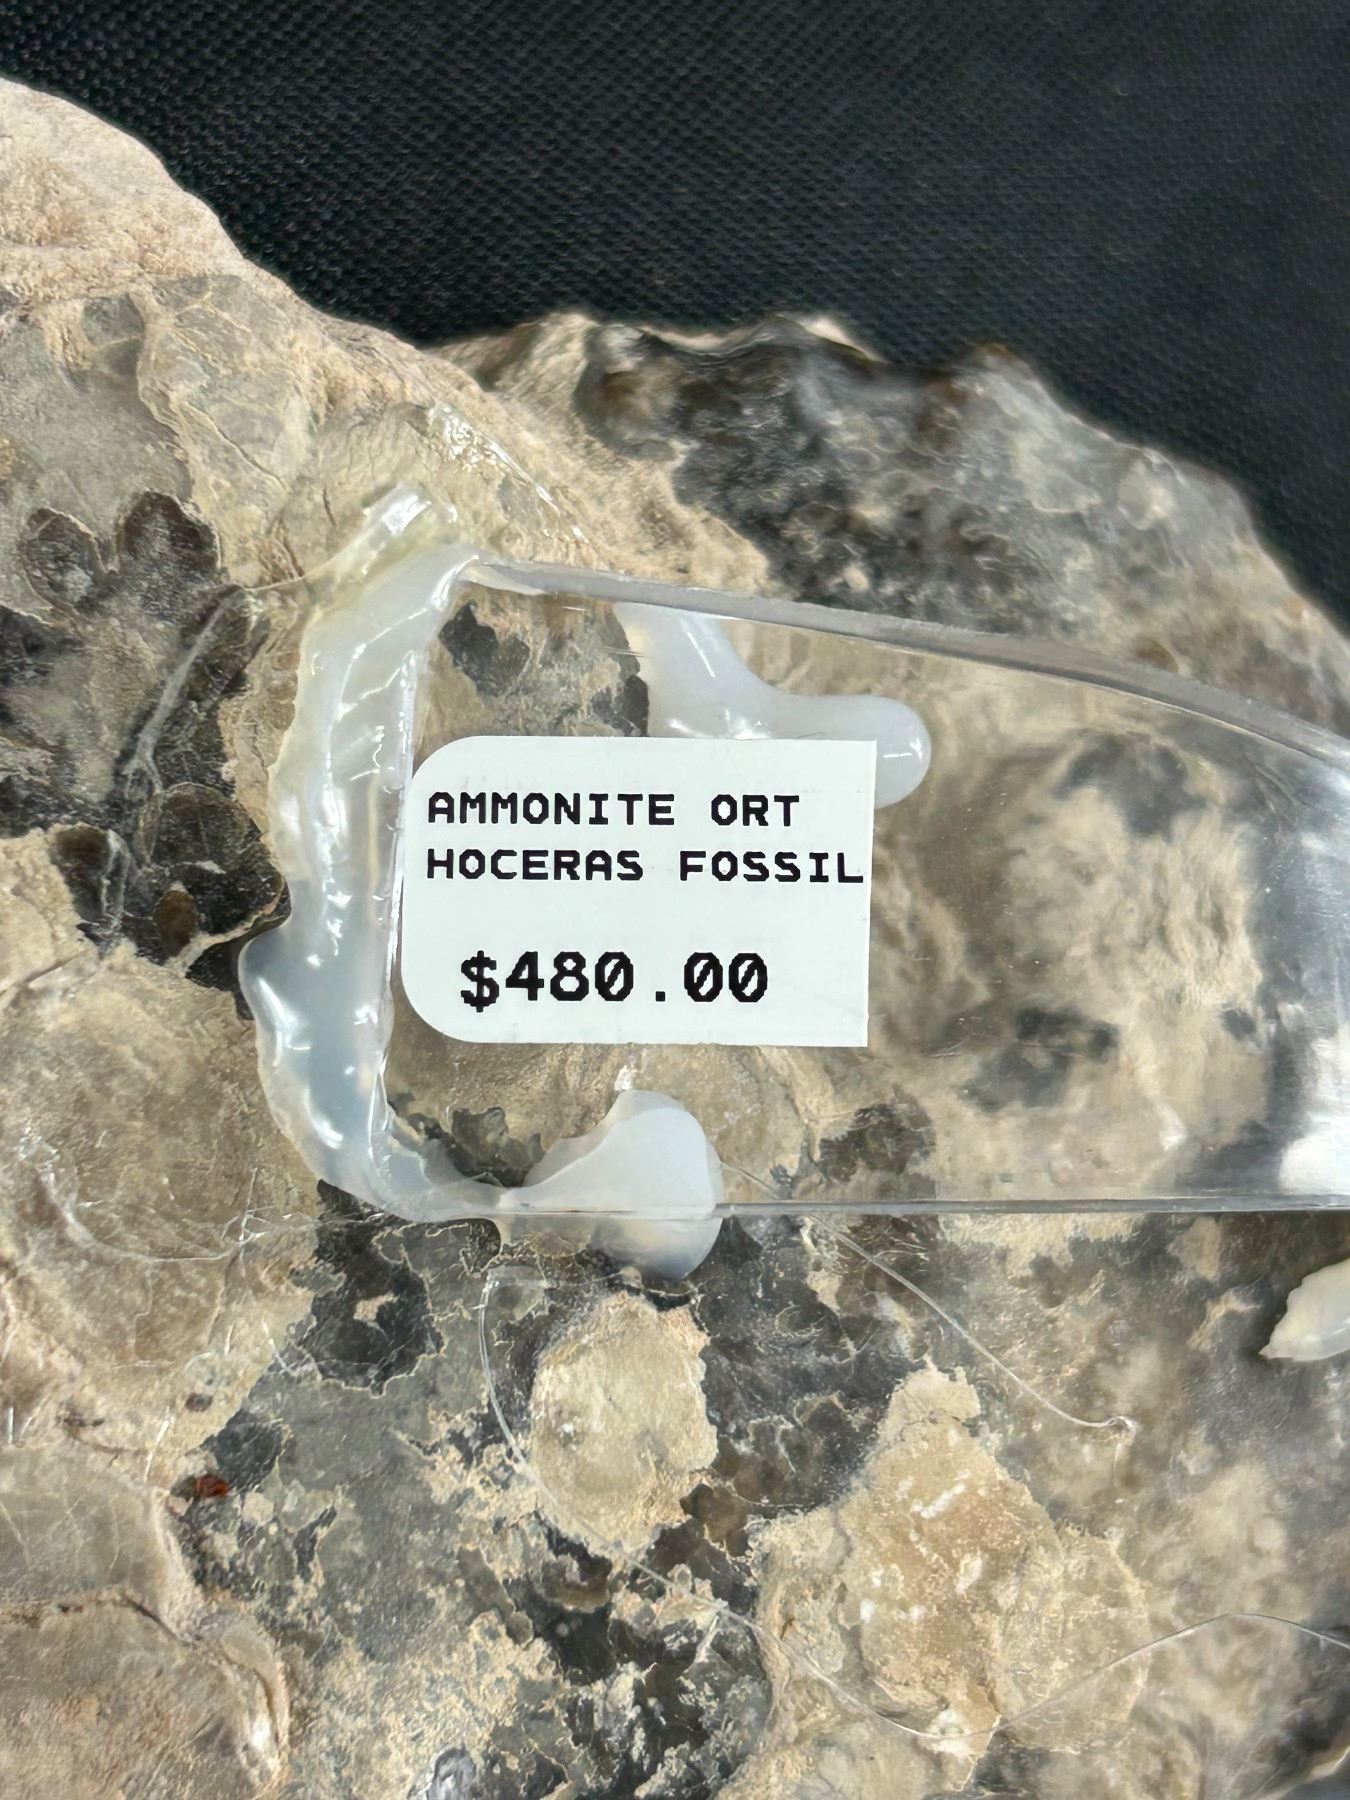 AMMONITE ORT
HOCERAS FOSSIL
$480.00